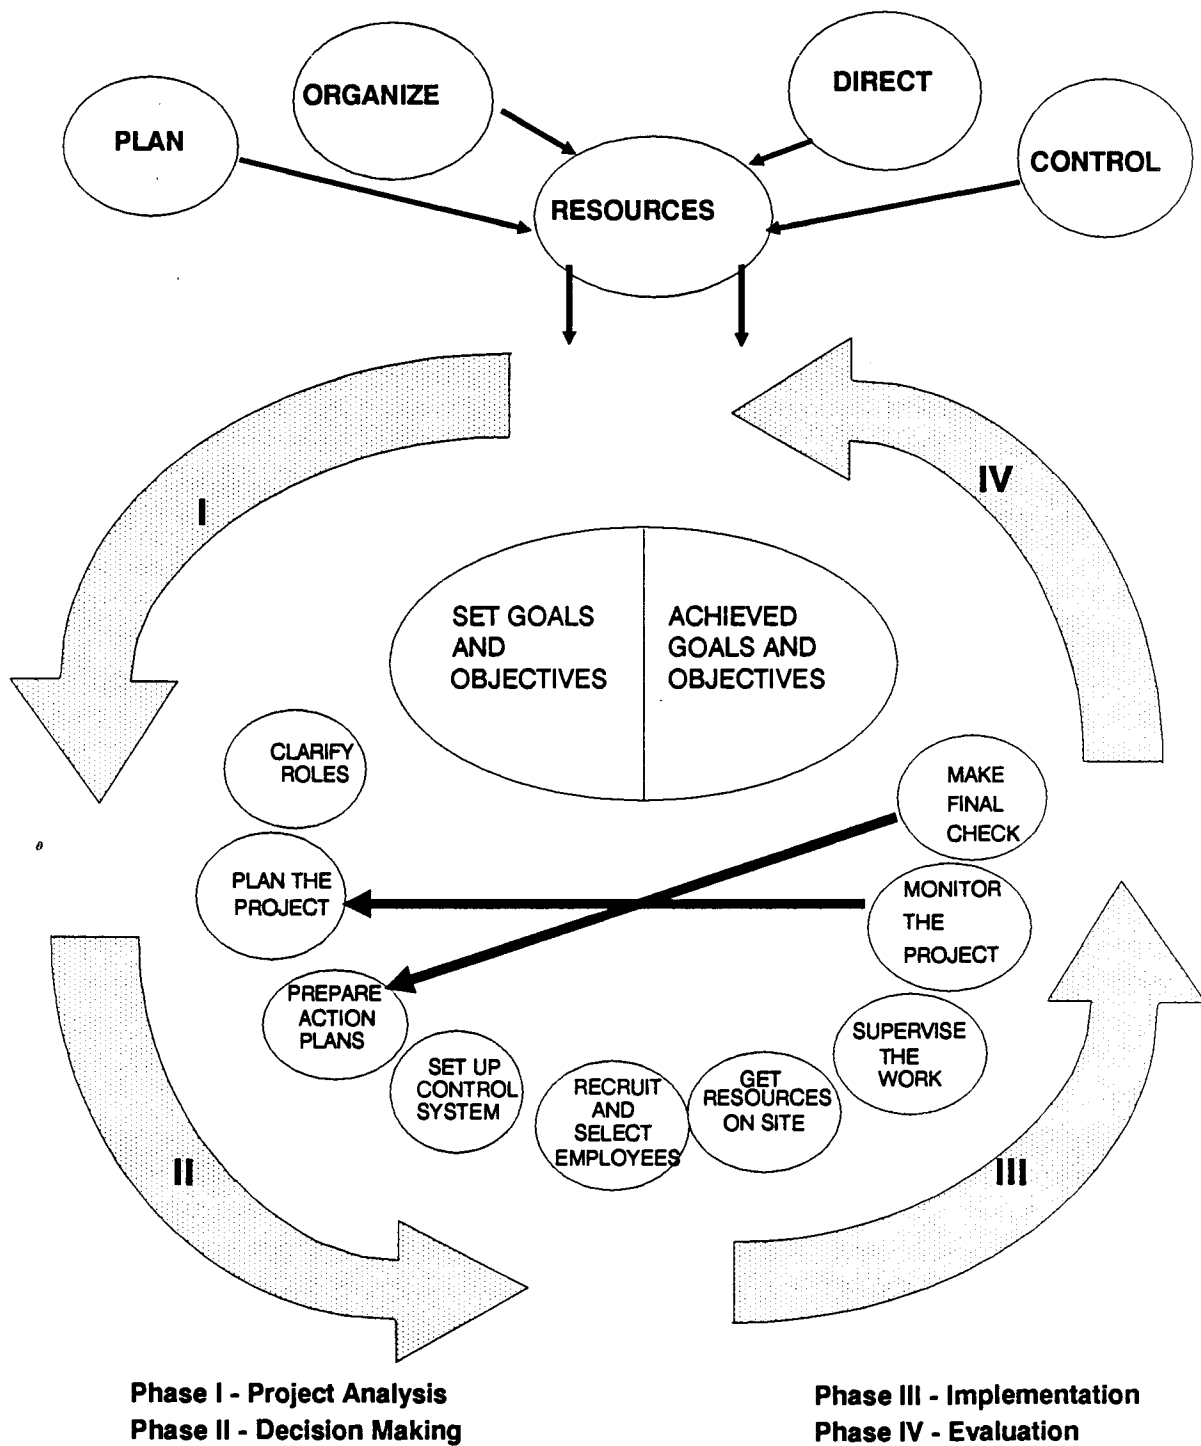 PLAN
ORGANIZE
DIRECT
CONTROL
RESOURCES
I
IV
SET GOALS
AND
OBJECTIVES
ACHIEVED
GOALS AND
OBJECTIVES
CLARIFY
ROLES
PLAN THE
PROJECT
PREPARE
ACTION
PLANS
SET UP
CONTROL
SYSTEM
RECRUIT
AND
SELECT
EMPLOYEES
GET
RESOURCES
ON SITE
SUPERVISE
THE
WORK
MONITOR
THE
PROJECT
MAKE
FINAL
CHECK
II
III
Phase I - Project Analysis
Phase II - Decision Making
Phase III - Implementation
Phase IV - Evaluation